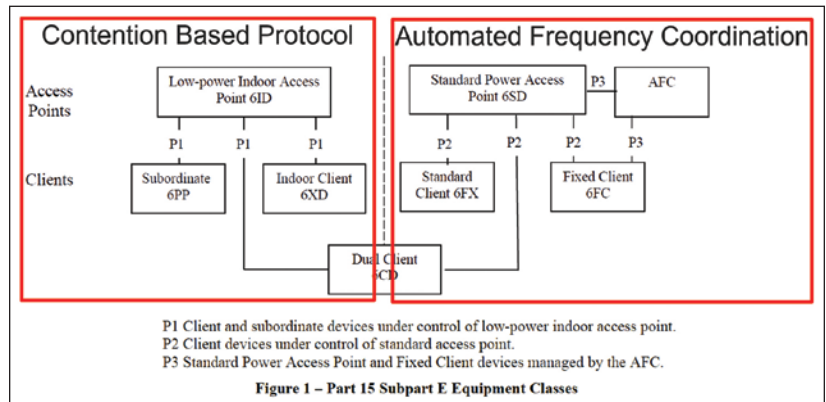 Contention Based Protocol
Automated Frequency Coordination
Access
Points
Low-power Indoor Access
Point 6ID
Standard Power Access
Point 6SD
P3
AFC
P1
P1
P1
P2
P2
P2
P3
Clients
Subordinate
6PP
Indoor Client
6XD
Standard
Client 6FX
Fixed Client
6FC
Dual Client
6CD
P1 Client and subordinate devices under control of low-power indoor access point.
P2 Client devices under control of standard access point.
P3 Standard Power Access Point and Fixed Client devices managed by the AFC.
Figure 1 – Part 15 Subpart E Equipment Classes